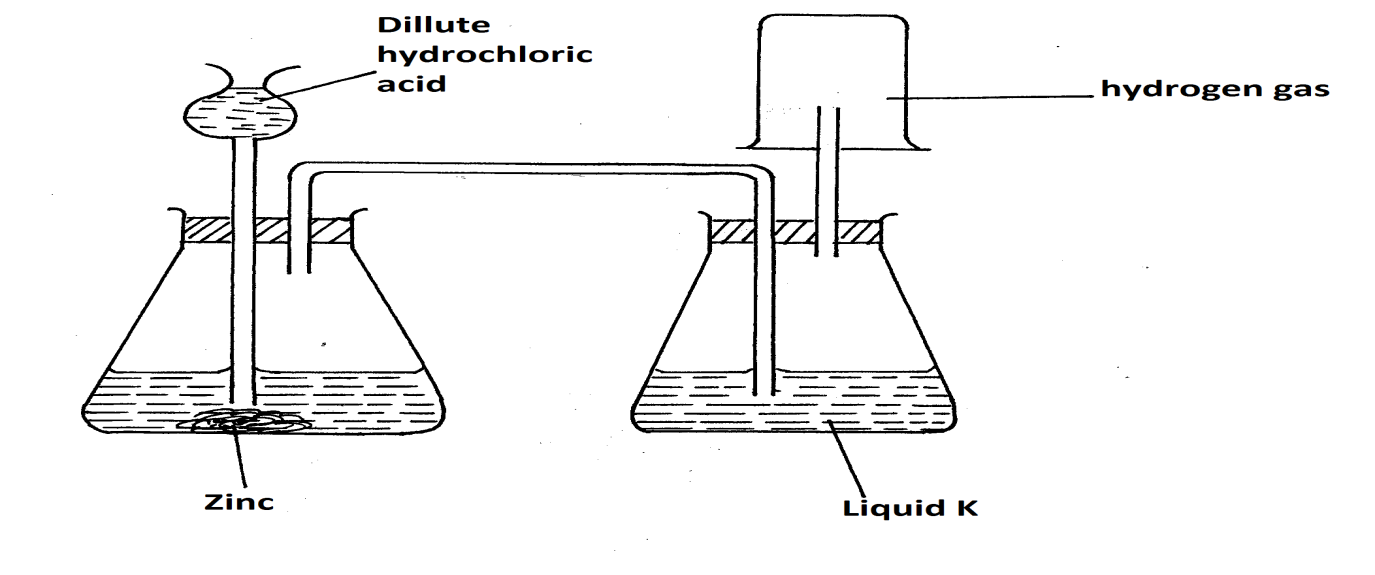 Dillute
hydrochloric
acid
hydrogen gas
Zinc
Liquid K